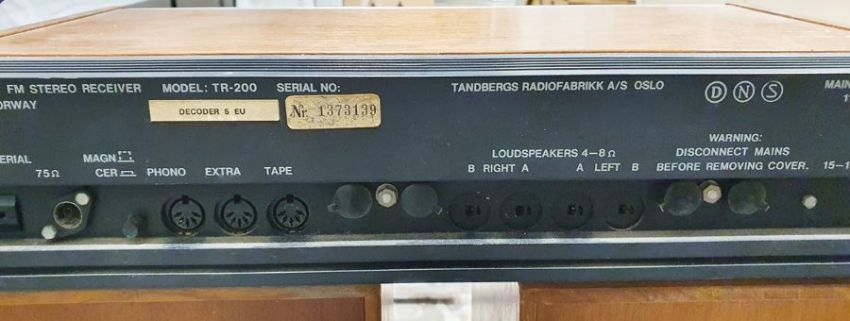 FM STEREO RECEIVER MODEL: TR-200 SERIAL NO: TANDBERGS RADIOFABRIKK A/S OSLO D N S MAIN
ORWAY
DECODER 5 EU
Nr. 1373139
WARNING:
DISCONNECT MAINS
BEFORE REMOVING COVER. 15-1
LOUDSPEAKERS 4–8Ω
B RIGHT A A LEFT B
ERIAL
75Ω
MAGN
CER
PHONO EXTRA TAPE